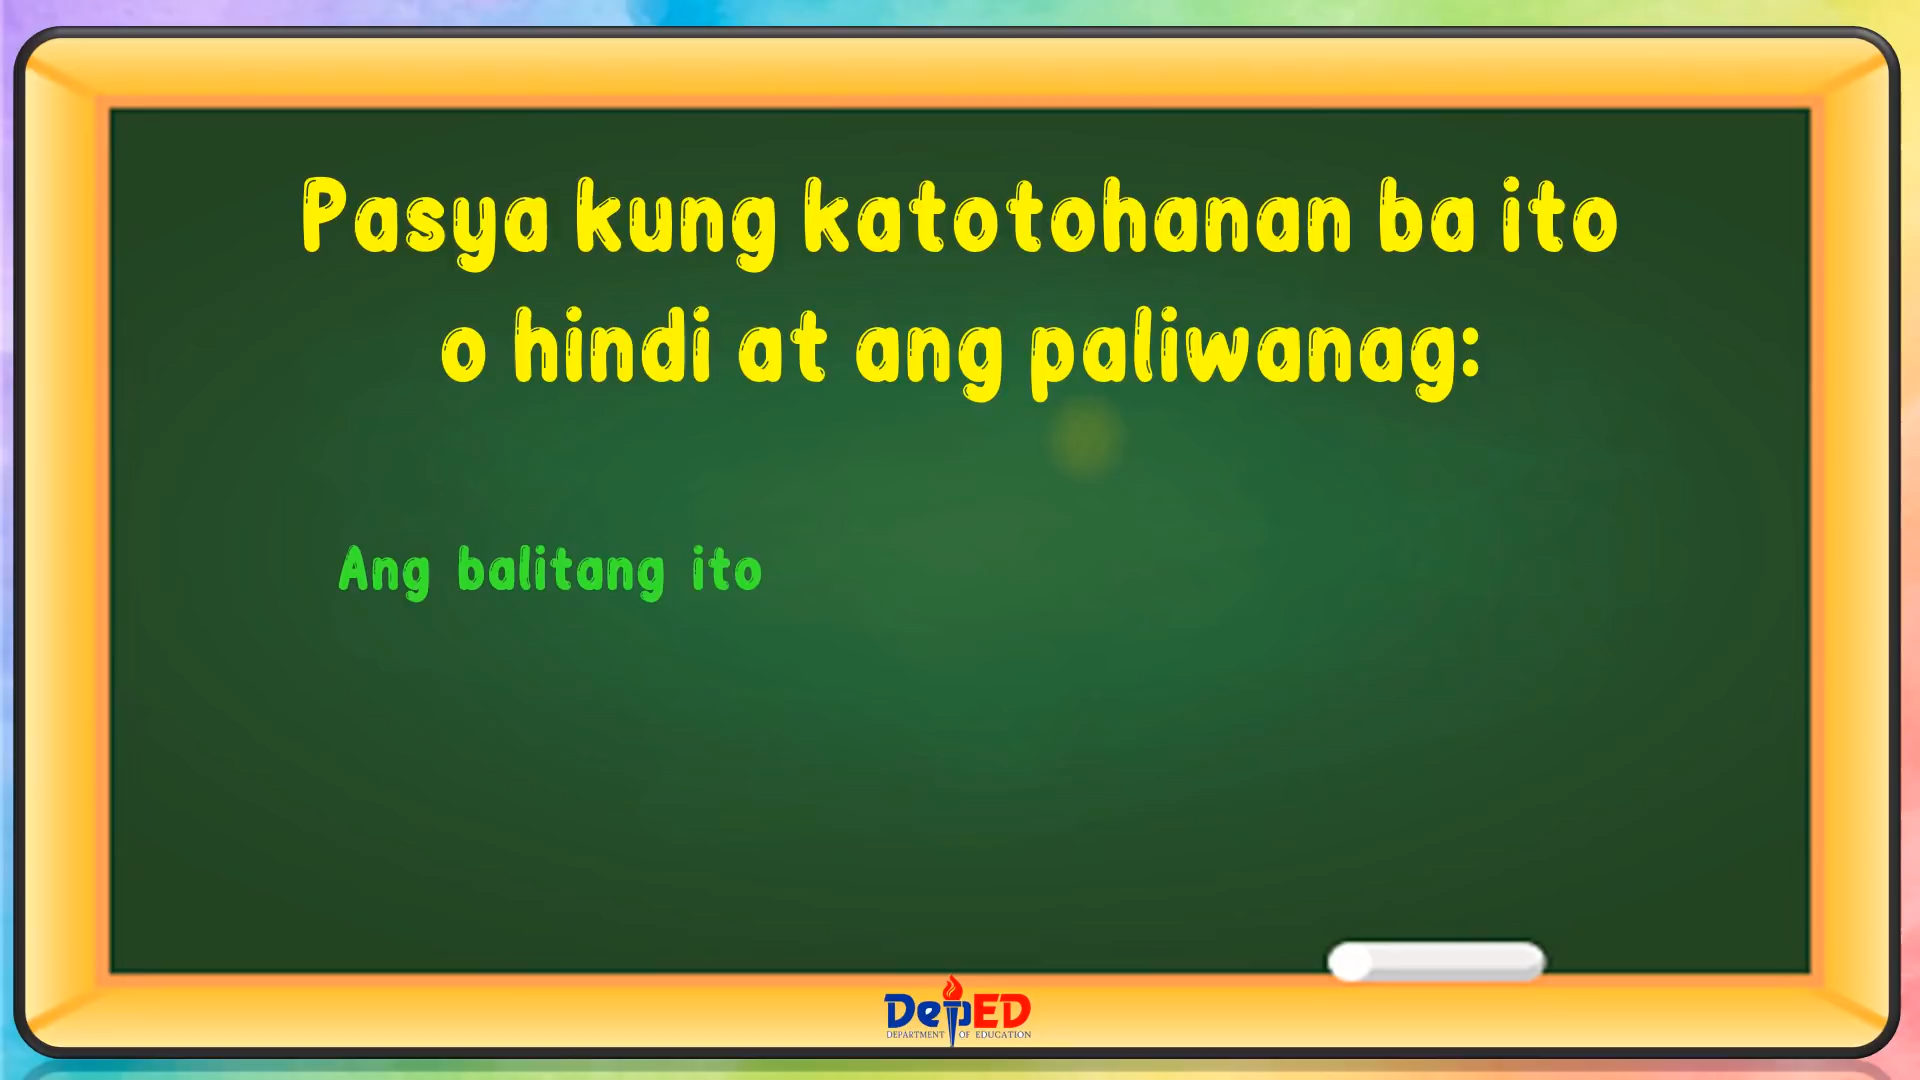 Pasya kung katotohanan ba ito
o hindi at ang paliwanag:
Ang balitang ito
DepED
DEPARTMENT OF EDUCATION